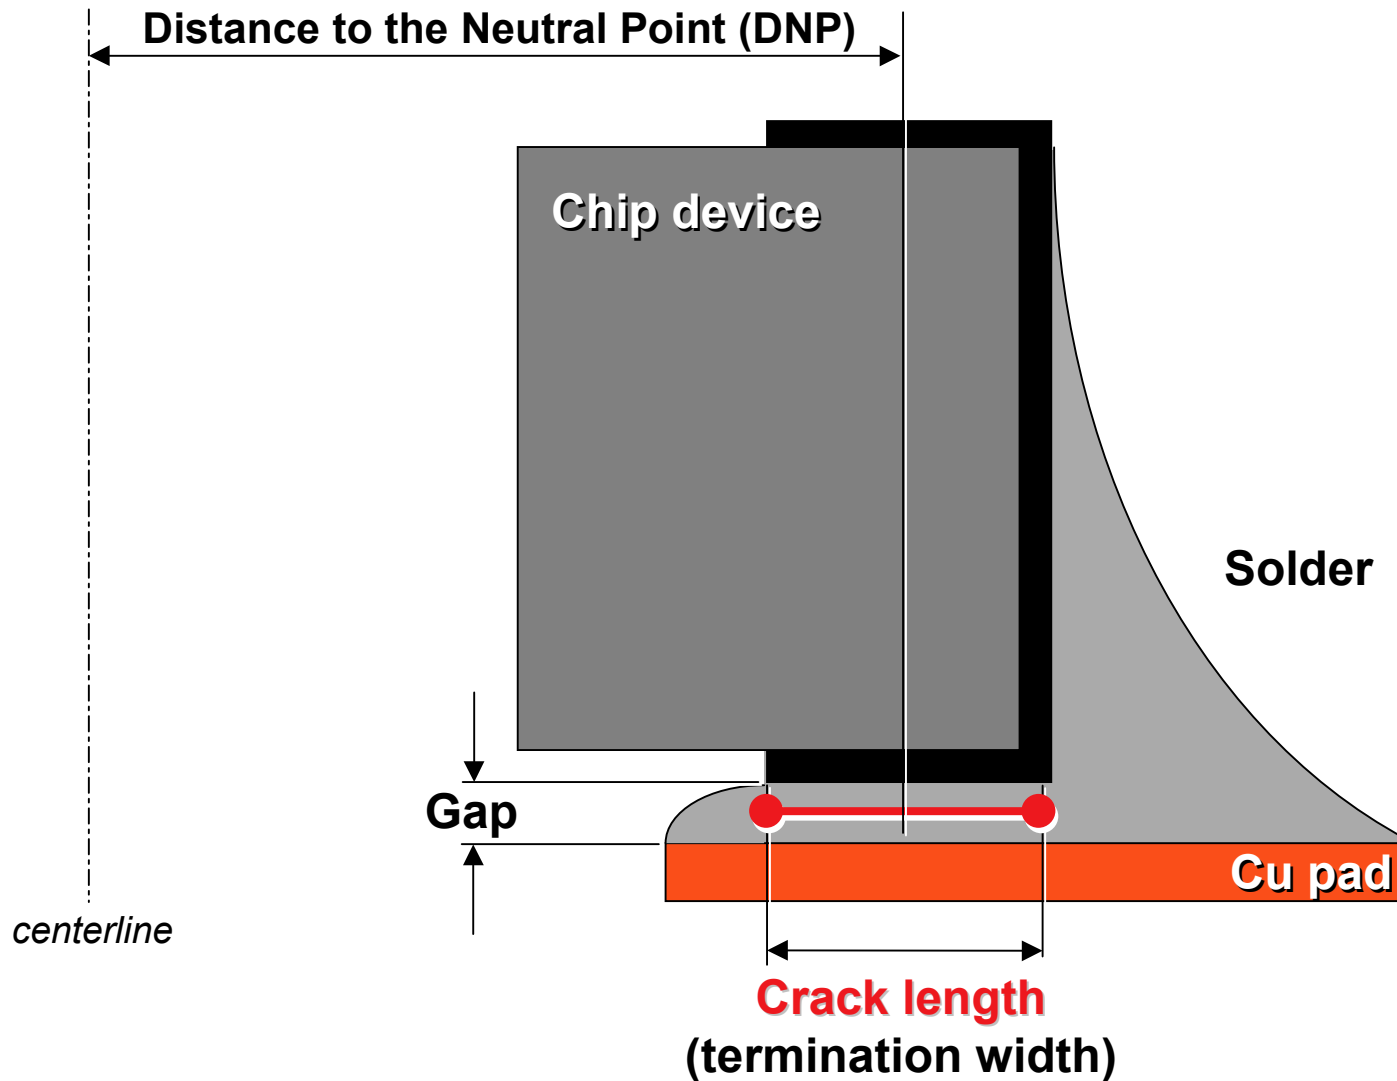 Distance to the Neutral Point (DNP)
Chip device
Solder
Gap
Cu pad
centerline
Crack length
(termination width)